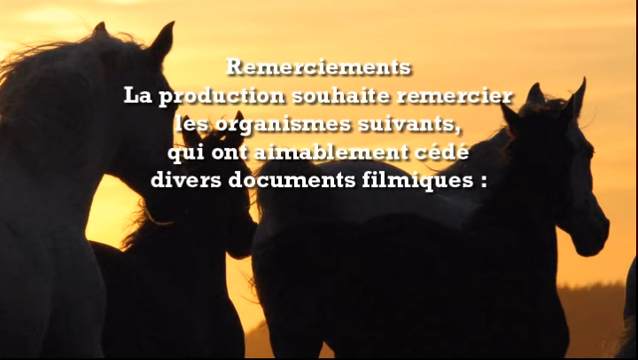 Remerciements
La production souhaite remercier
les organismes suivants,
qui ont aimablement cédé
divers documents filmiques :